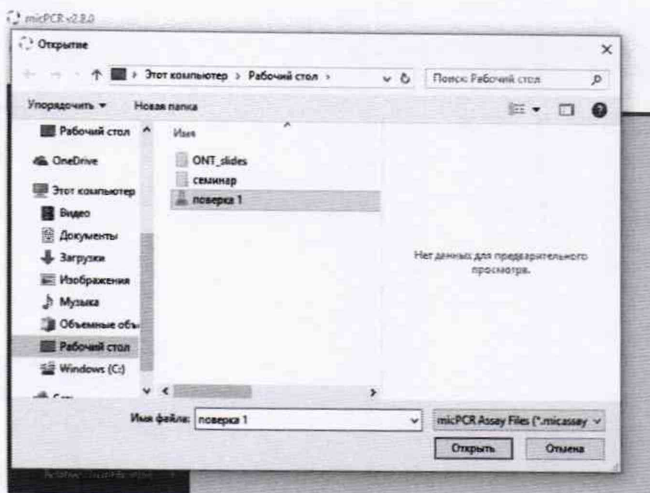 micPCR v2.8.0
Открытие
Этот компьютер › Рабочий стол ›
Поиск: Рабочий стол
Упорядочить
Новая папка
Рабочий стол
OneDrive
Этот компьютер
Видео
Документы
Загрузки
Изображения
Музыка
Объемные объ
Рабочий стол
Windows (C:)
Имя
ONT_slides
семинар
поверка 1
Нет данных для предварительного
просмотра.
Имя файла: поверка 1
micPCR Assay Files (*.micassay
Открыть
Отмена